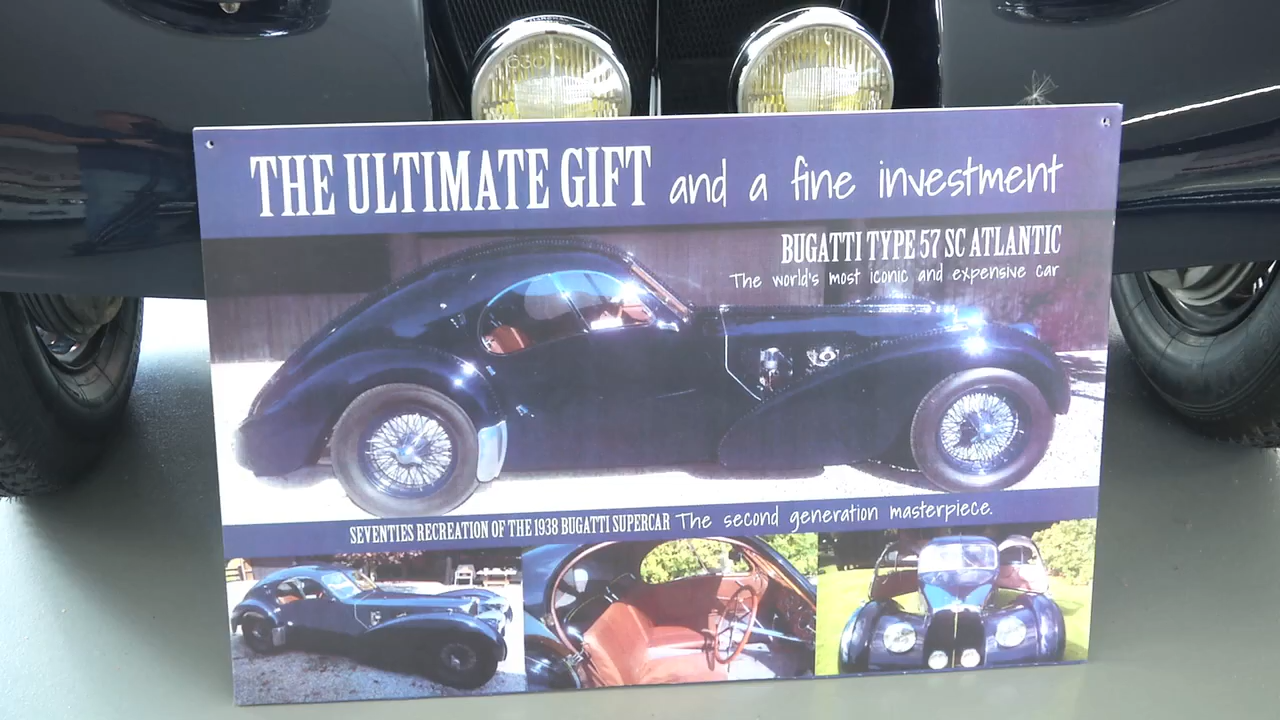 THE ULTIMATE GIFT and a fine investment
BUGATTI TYPE 57 SC ATLANTIC
The world's most iconic and expensive car
SEVENTIES RECREATION OF THE 1938 BUGATTI SUPERCAR The second generation masterpiece.